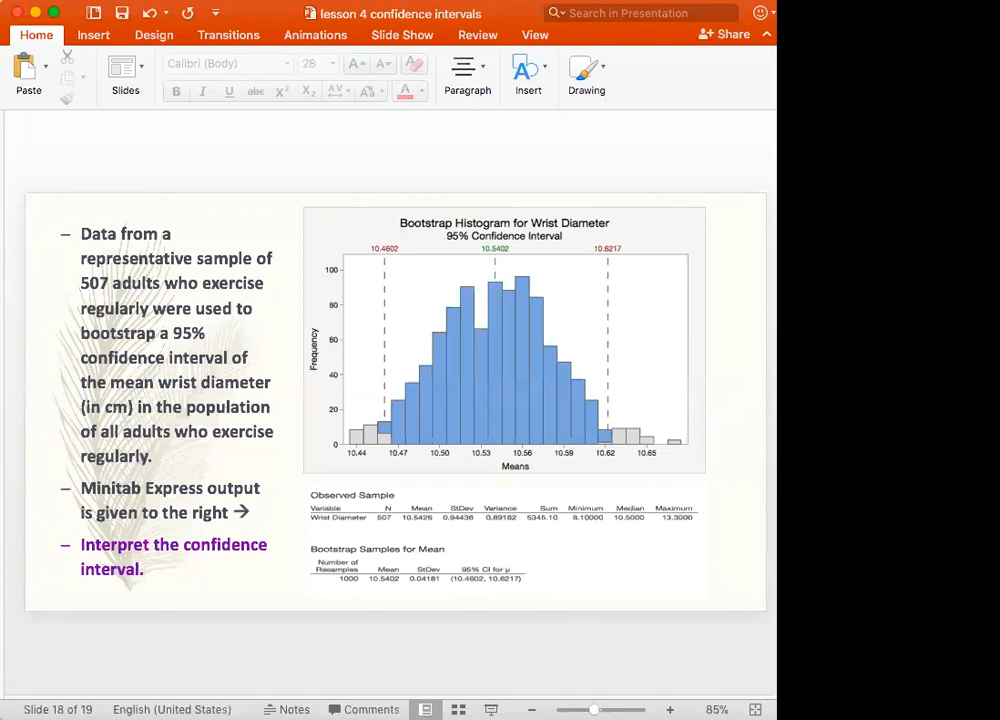 lesson 4 confidence intervals
Search in Presentation
Home Insert Design Transitions Animations Slide Show Review View Share
Calibri (Body) 28
Paste Slides B I U abc X² X₂ AV Aa A Paragraph Insert Drawing
– Data from a
representative sample of
507 adults who exercise
regularly were used to
bootstrap a 95%
confidence interval of
the mean wrist diameter
(in cm) in the population
of all adults who exercise
regularly.
– Minitab Express output
is given to the right →
– Interpret the confidence
interval.
Bootstrap Histogram for Wrist Diameter
95% Confidence Interval
10.4602 10.5402 10.6217
100
80
60
40
20
0
Frequency
10.44 10.47 10.50 10.53 10.56 10.59 10.62 10.65
Means
Observed Sample
Variable N Mean StDev Variance Sum Minimum Median Maximum
Wrist Diameter 507 10.5426 0.94436 0.89182 5345.10 8.10000 10.5000 13.3000
Bootstrap Samples for Mean
Number of
Resamples Mean StDev 95% CI for μ
1000 10.5402 0.04181 (10.4602, 10.6217)
Slide 18 of 19 English (United States) Notes Comments 85%